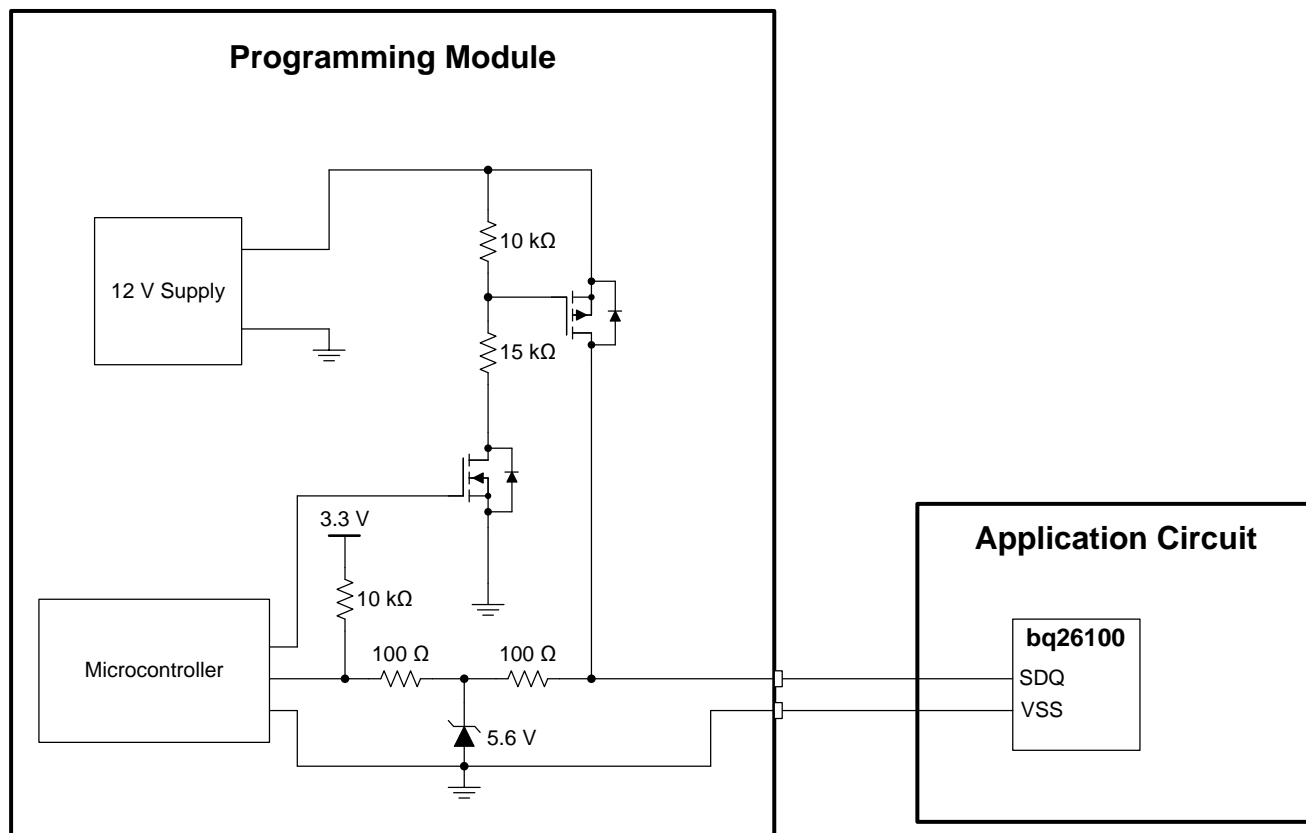 Programming Module
10 kΩ
12 V Supply
15 kΩ
3.3 V
10 kΩ
Application Circuit
bq26100
100 Ω
100 Ω
Microcontroller
SDQ
VSS
5.6 V